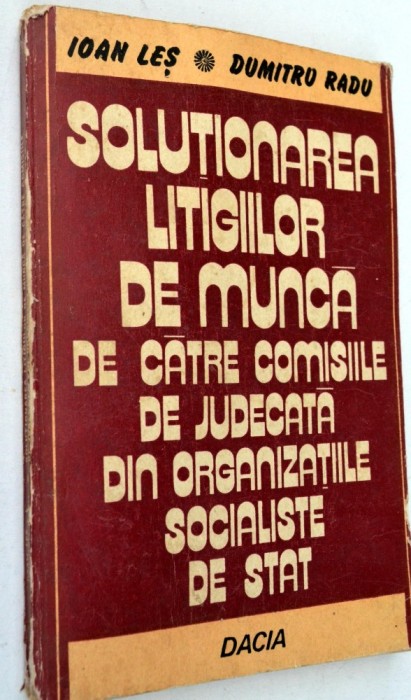 IOAN LEȘ ✺ DUMITRU RADU
SOLUȚIONAREA
LITIGIILOR
DE MUNCĂ
DE CĂTRE COMISIILE
DE JUDECATĂ
DIN ORGANIZAȚIILE
SOCIALISTE
DE STAT
DACIA